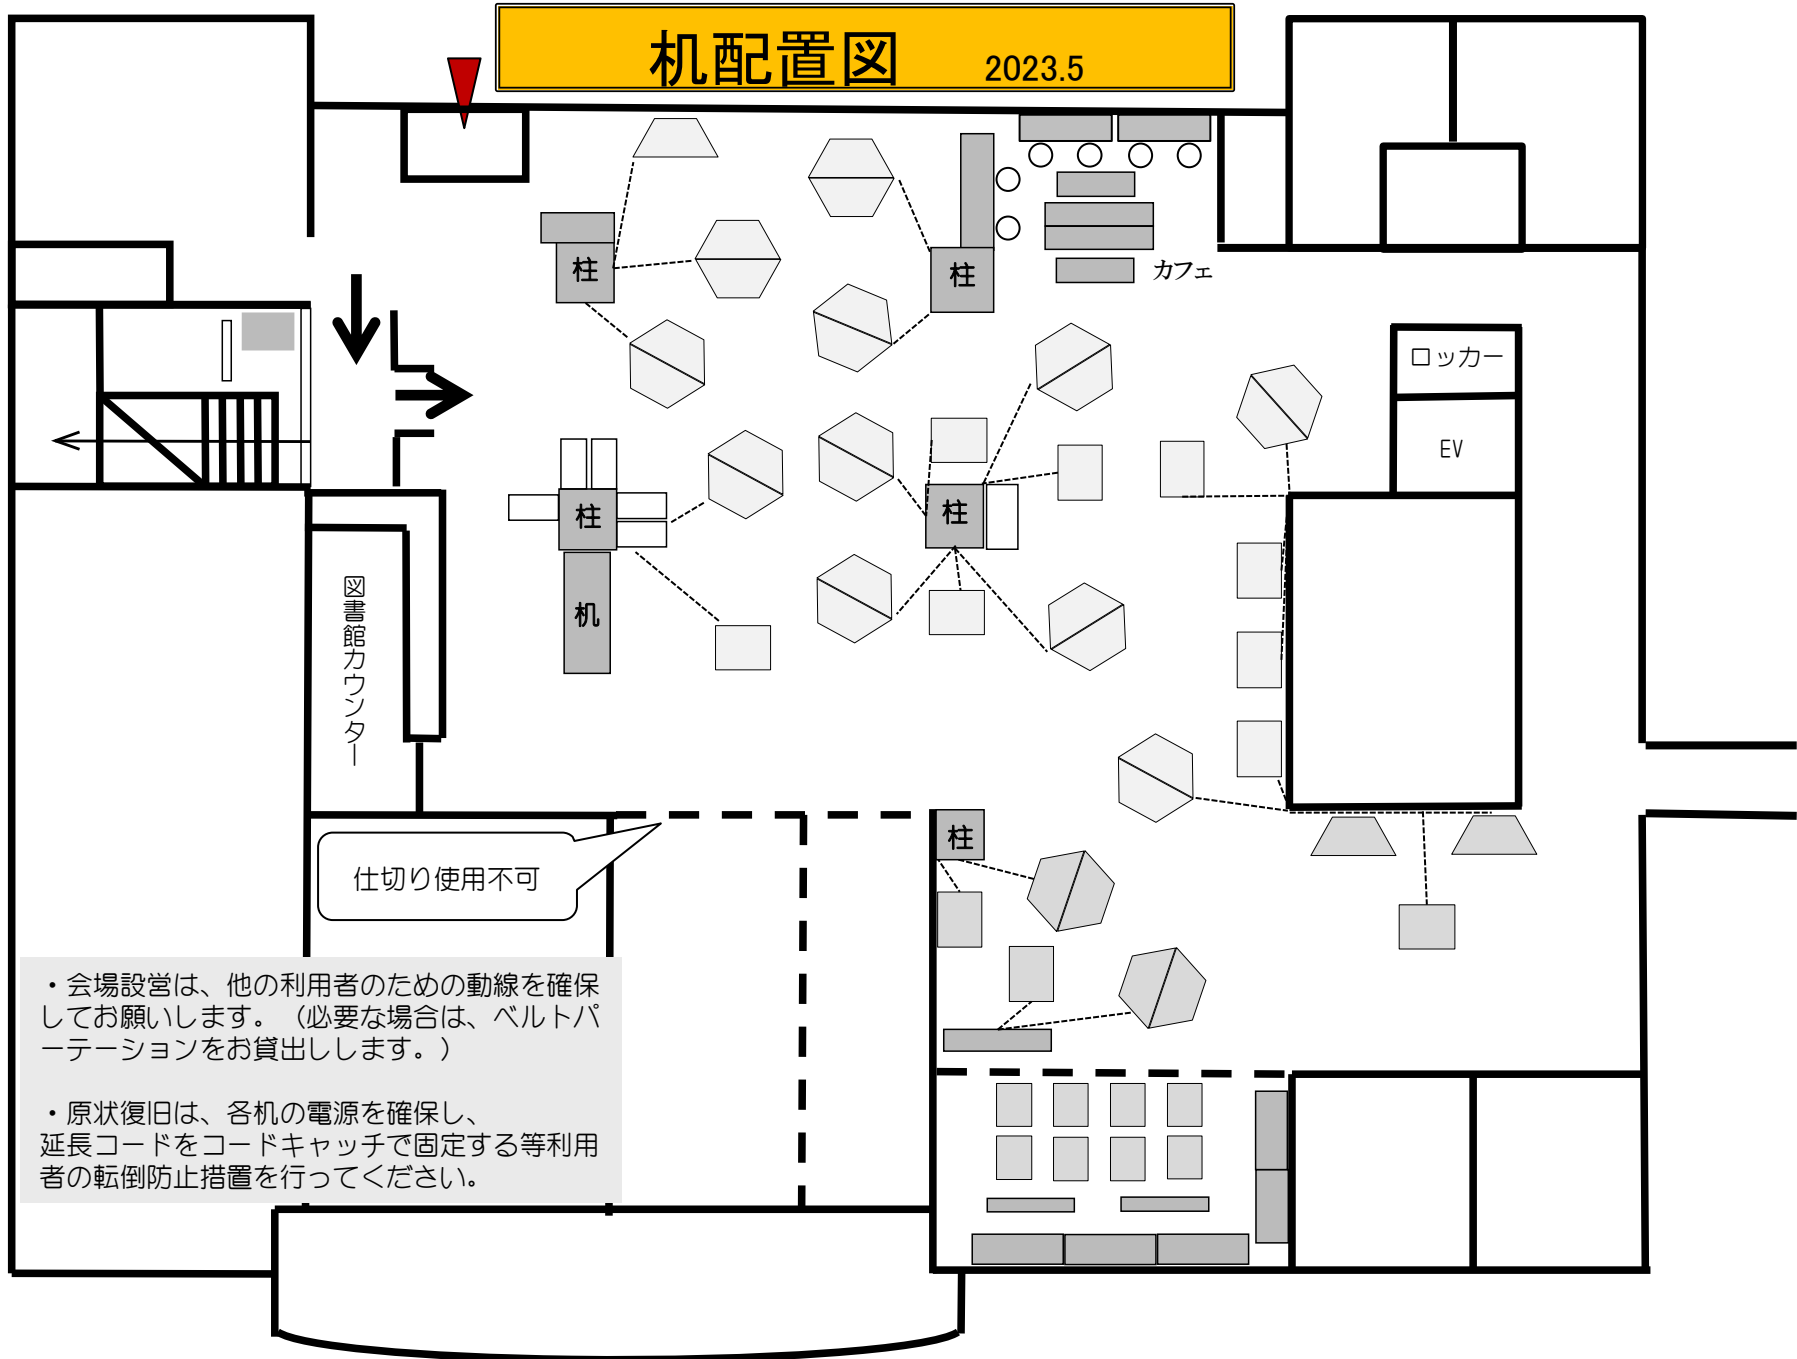 机配置図 2023.5
柱
柱
カフェ
ロッカー
EV
柱
柱
机
図書館カウンター
柱
仕切り使用不可
・会場設営は、他の利用者のための動線を確保
してお願いします。（必要な場合は、ベルトパ
ーテーションをお貸出しします。）
・原状復旧は、各机の電源を確保し、
延長コードをコードキャッチで固定する等利用
者の転倒防止措置を行ってください。